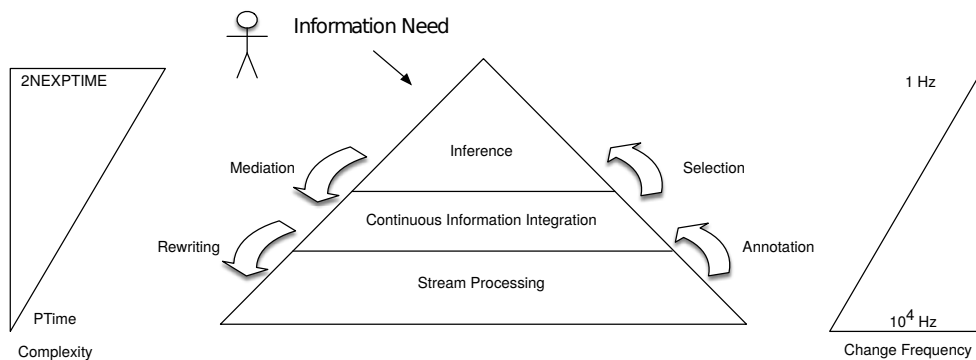 Information Need
2NEXPTIME
1 Hz
Inference
Mediation
Selection
Continuous Information Integration
Rewriting
Annotation
Stream Processing
PTime
10⁴ Hz
Complexity
Change Frequency